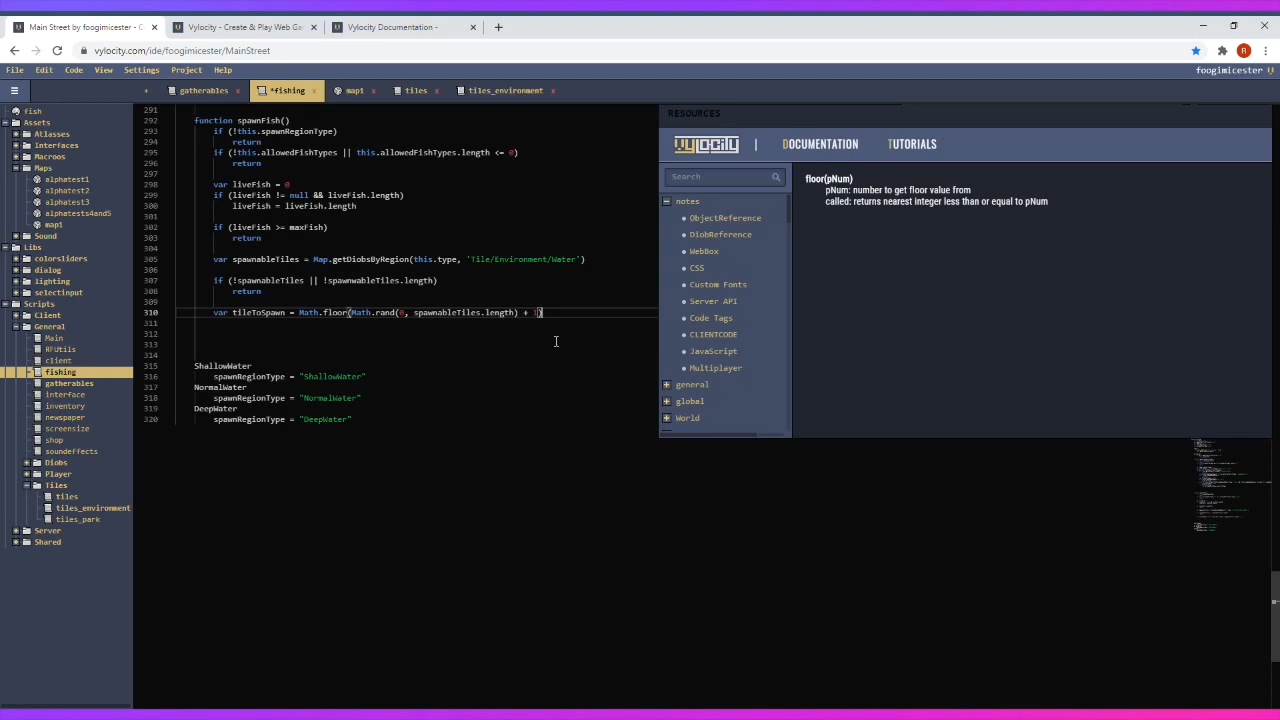 Main Street by foogimicester - C
Vylocity - Create & Play Web Ga
Vylocity Documentation -
vylocity.com/ide/foogimicester/MainStreet
R
File Edit Code View Settings Project Help
foogimicester
+ gatherables x *fishing x map1 x tiles x tiles_environment x
fish
Assets
Atlasses
Interfaces
Macroos
Maps
alphatest1
alphatest2
alphatest3
alphatests4and5
map1
Sound
Libs
colorsliders
dialog
lighting
selectinput
Scripts
Client
General
Main
RFUtils
client
fishing
gatherables
interface
inventory
newspaper
screensize
shop
soundeffects
Diobs
Player
Tiles
tiles
tiles_environment
tiles_park
Server
Shared
291
292 function spawnFish()
293 if (!this.spawnRegionType)
294 return
295 if (!this.allowedFishTypes || this.allowedFishTypes.length <= 0)
296 return
297
298 var liveFish = 0
299 if (liveFish != null && liveFish.length)
300 liveFish = liveFish.length
301
302 if (liveFish >= maxFish)
303 return
304
305 var spawnableTiles = Map.getDiobsByRegion(this.type, 'Tile/Environment/Water')
306
307 if (!spawnableTiles || !spawnwableTiles.length)
308 return
309
310 var tileToSpawn = Math.floor(Math.rand(0, spawnableTiles.length) + 1)
311
312
313
314
315 ShallowWater
316 spawnRegionType = "ShallowWater"
317 NormalWater
318 spawnRegionType = "NormalWater"
319 DeepWater
320 spawnRegionType = "DeepWater"
RESOURCES
vylocity | DOCUMENTATION TUTORIALS
Search
notes
ObjectReference
DiobReference
WebBox
CSS
Custom Fonts
Server API
Code Tags
CLIENTCODE
JavaScript
Multiplayer
general
global
World
floor(pNum)
pNum: number to get floor value from
called: returns nearest integer less than or equal to pNum